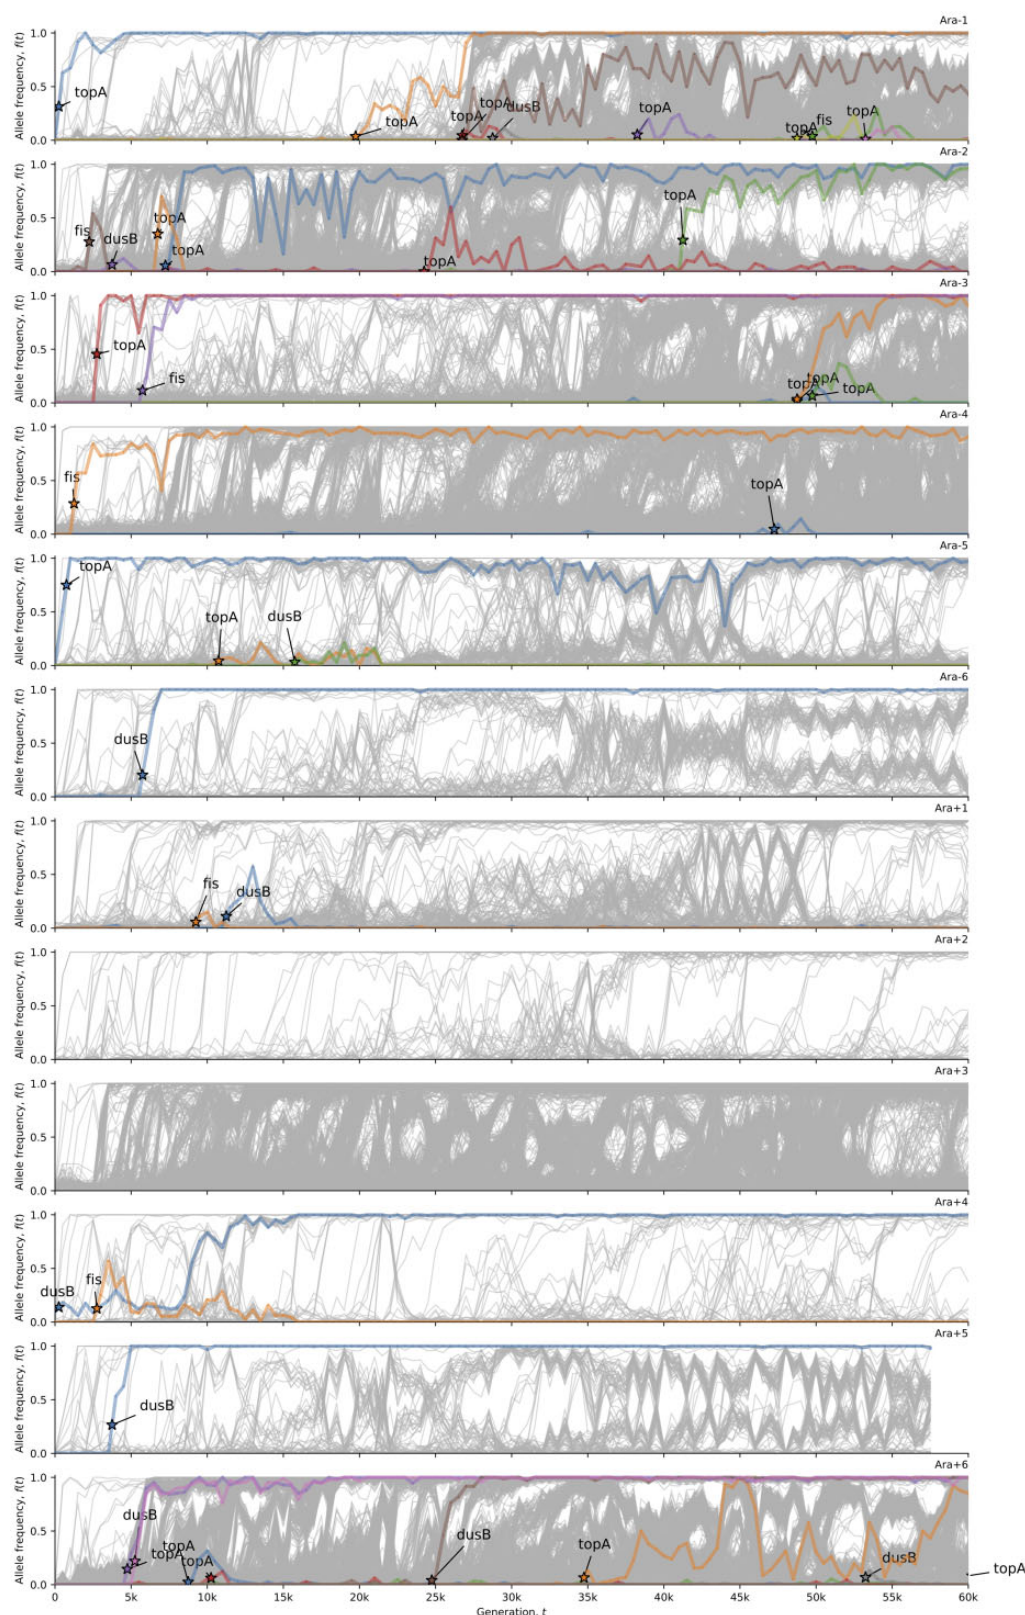 Ara-1
Allele frequency, f(t)
1.0
0.5
0.0
topA
topA
topA
topA
dusB
topA
topA
fis
topA
Ara-2
Allele frequency, f(t)
1.0
0.5
0.0
fis
dusB
topA
topA
topA
topA
Ara-3
Allele frequency, f(t)
1.0
0.5
0.0
topA
fis
topA
topA
topA
Ara-4
Allele frequency, f(t)
1.0
0.5
0.0
fis
topA
Ara-5
Allele frequency, f(t)
1.0
0.5
0.0
topA
topA
dusB
Ara-6
Allele frequency, f(t)
1.0
0.5
0.0
dusB
Ara+1
Allele frequency, f(t)
1.0
0.5
0.0
fis
dusB
Ara+2
Allele frequency, f(t)
1.0
0.5
0.0
Ara+3
Allele frequency, f(t)
1.0
0.5
0.0
Ara+4
Allele frequency, f(t)
1.0
0.5
0.0
dusB
fis
Ara+5
Allele frequency, f(t)
1.0
0.5
0.0
dusB
Ara+6
Allele frequency, f(t)
1.0
0.5
0.0
dusB
topA
topA
topA
dusB
topA
dusB
topA
0 5k 10k 15k 20k 25k 30k 35k 40k 45k 50k 55k 60k
Generation, t